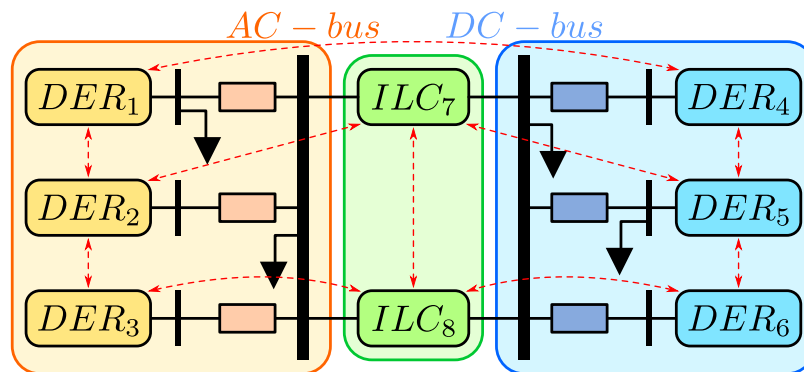 AC − bus DC − bus
DER₁ ILC₇ DER₄
DER₂ DER₅
DER₃ ILC₈ DER₆